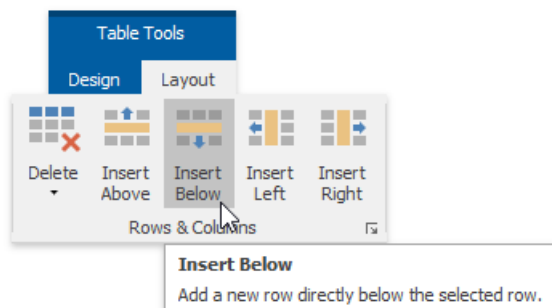 Table Tools
Design Layout
Delete Insert Above Insert Below Insert Left Insert Right
Rows & Columns
Insert Below
Add a new row directly below the selected row.